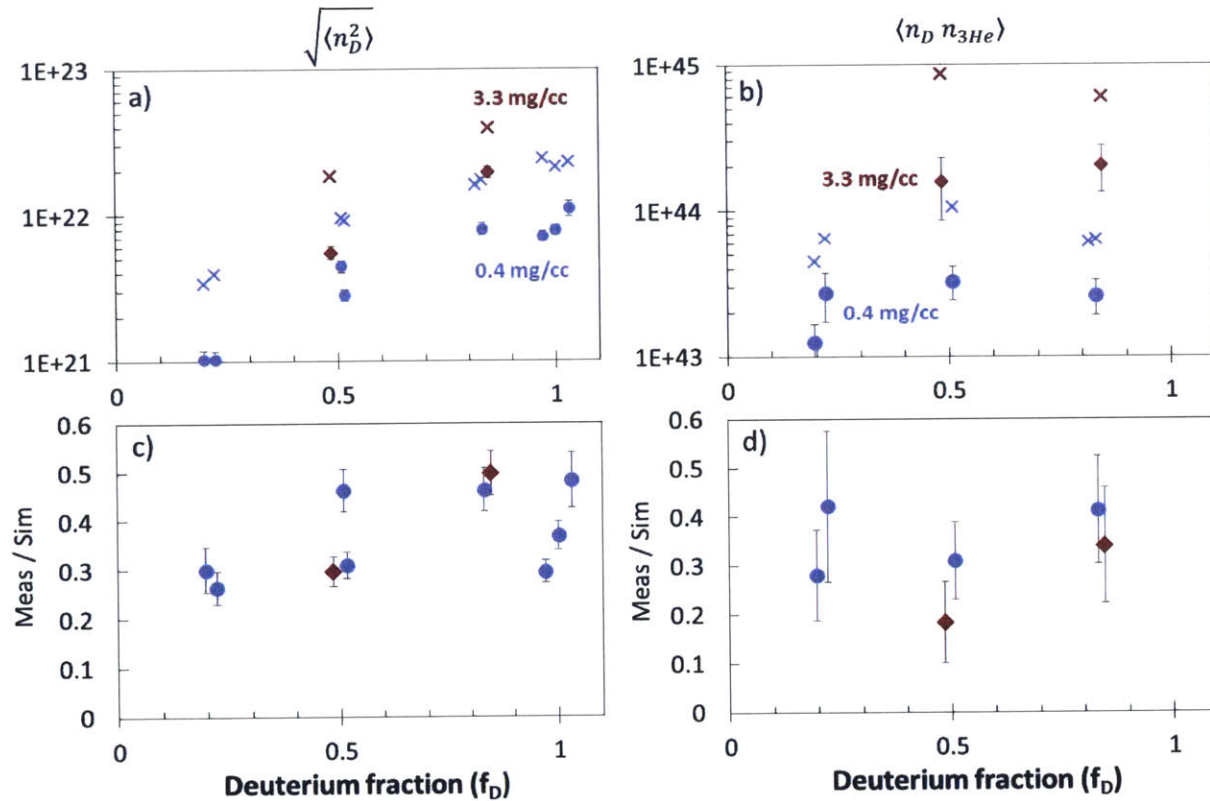 √⟨n_D^2⟩
⟨n_D n_3He⟩
1E+23
a)
3.3 mg/cc
1E+22
0.4 mg/cc
1E+21
0
0.5
1
1E+45
b)
3.3 mg/cc
1E+44
0.4 mg/cc
1E+43
0
0.5
1
0.6
c)
0.5
0.4
0.3
0.2
0.1
0
Meas / Sim
0
0.5
1
Deuterium fraction (f_D)
0.6
d)
0.5
0.4
0.3
0.2
0.1
0
Meas / Sim
0
0.5
1
Deuterium fraction (f_D)